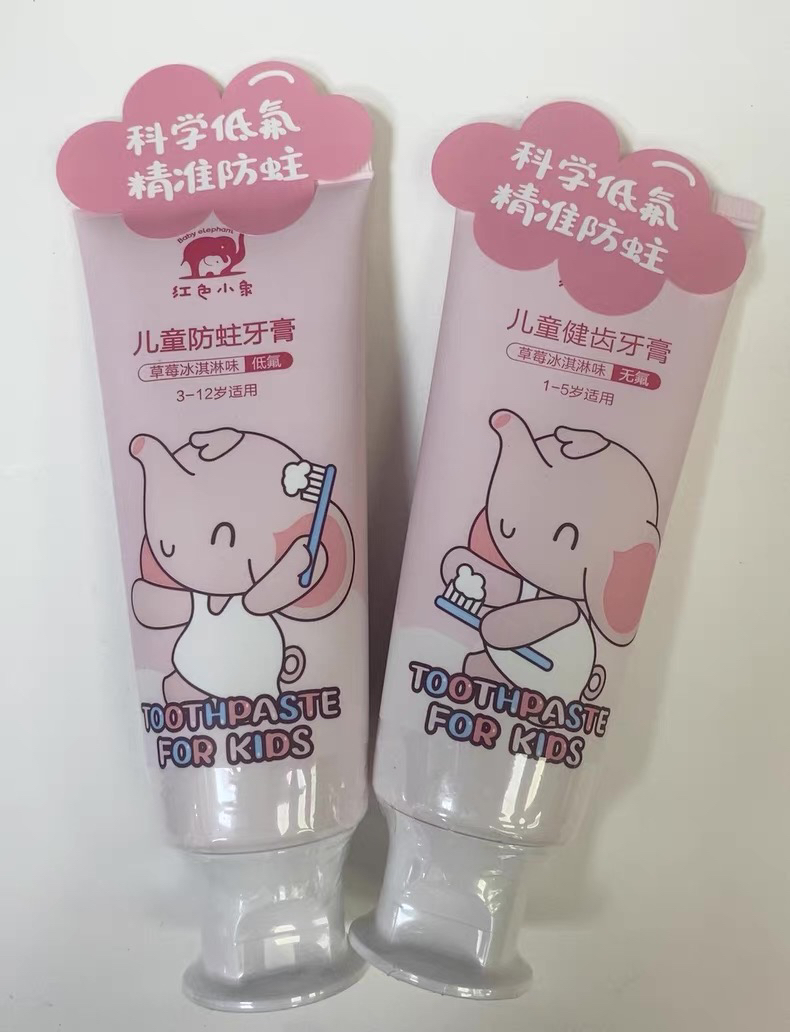 科学低氟
精准防蛀
Baby elephant
红色小象
儿童防蛀牙膏
草莓冰淇淋味 低氟
3-12岁适用
TOOTHPASTE
FOR KIDS
科学低氟
精准防蛀
儿童健齿牙膏
草莓冰淇淋味 无氟
1-5岁适用
TOOTHPASTE
FOR KIDS